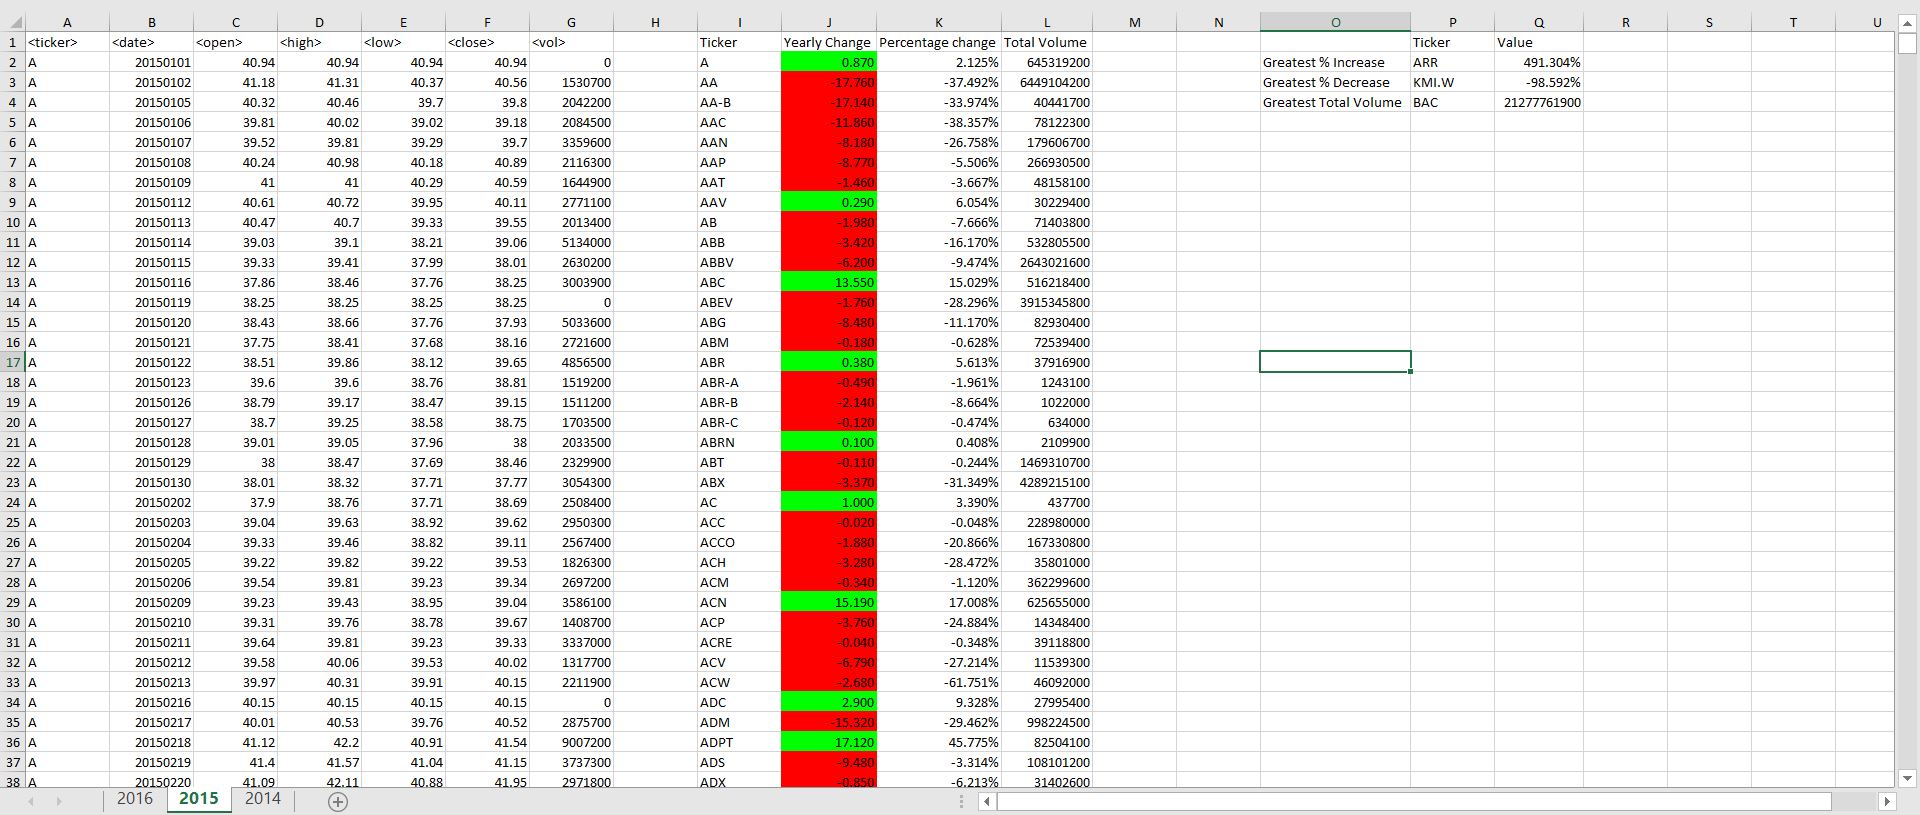 A B C D E F G H I J K L M N O P Q R S T U
1 <ticker> <date> <open> <high> <low> <close> <vol> Ticker Yearly Change Percentage change Total Volume Ticker Value
2 A 20150101 40.94 40.94 40.94 40.94 0 A 0.870 2.125% 645319200 Greatest % Increase ARR 491.304%
3 A 20150102 41.18 41.31 40.37 40.56 1530700 AA -17.760 -37.492% 6449104200 Greatest % Decrease KMI.W -98.592%
4 A 20150105 40.32 40.46 39.7 39.8 2042200 AA-B -17.140 -33.974% 40441700 Greatest Total Volume BAC 21277761900
5 A 20150106 39.81 40.02 39.02 39.18 2084500 AAC -11.860 -38.357% 78122300
6 A 20150107 39.52 39.81 39.29 39.7 3359600 AAN -8.180 -26.758% 179606700
7 A 20150108 40.24 40.98 40.18 40.89 2116300 AAP -8.770 -5.506% 266930500
8 A 20150109 41 41 40.29 40.59 1644900 AAT -1.460 -3.667% 48158100
9 A 20150112 40.61 40.72 39.95 40.11 2771100 AAV 0.290 6.054% 30229400
10 A 20150113 40.47 40.7 39.33 39.55 2013400 AB -1.980 -7.666% 71403800
11 A 20150114 39.03 39.1 38.21 39.06 5134000 ABB -3.420 -16.170% 532805500
12 A 20150115 39.33 39.41 37.99 38.01 2630200 ABBV -6.200 -9.474% 2643021600
13 A 20150116 37.86 38.46 37.76 38.25 3003900 ABC 13.550 15.029% 516218400
14 A 20150119 38.25 38.25 38.25 38.25 0 ABEV -1.760 -28.296% 3915345800
15 A 20150120 38.43 38.66 37.76 37.93 5033600 ABG -8.480 -11.170% 82930400
16 A 20150121 37.75 38.41 37.68 38.16 2721600 ABM -0.180 -0.628% 72539400
17 A 20150122 38.51 39.86 38.12 39.65 4856500 ABR 0.380 5.613% 37916900
18 A 20150123 39.6 39.6 38.76 38.81 1519200 ABR-A -0.490 -1.961% 1243100
19 A 20150126 38.79 39.17 38.47 39.15 1511200 ABR-B -2.140 -8.664% 1022000
20 A 20150127 38.7 39.25 38.58 38.75 1703500 ABR-C -0.120 -0.474% 634000
21 A 20150128 39.01 39.05 37.96 38 2033500 ABRN 0.100 0.408% 2109900
22 A 20150129 38 38.47 37.69 38.46 2329900 ABT -0.110 -0.244% 1469310700
23 A 20150130 38.01 38.32 37.71 37.77 3054300 ABX -3.370 -31.349% 4289215100
24 A 20150202 37.9 38.76 37.71 38.69 2508400 AC 1.000 3.390% 437700
25 A 20150203 39.04 39.63 38.92 39.62 2950300 ACC -0.020 -0.048% 228980000
26 A 20150204 39.33 39.46 38.82 39.11 2567400 ACCO -1.880 -20.866% 167330800
27 A 20150205 39.22 39.82 39.22 39.53 1826300 ACH -3.280 -28.472% 35801000
28 A 20150206 39.54 39.81 39.23 39.34 2697200 ACM -0.340 -1.120% 362299600
29 A 20150209 39.23 39.43 38.95 39.04 3586100 ACN 15.190 17.008% 625655000
30 A 20150210 39.31 39.76 38.78 39.67 1408700 ACP -3.760 -24.884% 14348400
31 A 20150211 39.64 39.81 39.23 39.33 3337000 ACRE -0.040 -0.348% 39118800
32 A 20150212 39.58 40.06 39.53 40.02 1317700 ACV -6.790 -27.214% 11539300
33 A 20150213 39.97 40.31 39.91 40.15 2211900 ACW -2.680 -61.751% 46092000
34 A 20150216 40.15 40.15 40.15 40.15 0 ADC 2.900 9.328% 27995400
35 A 20150217 40.01 40.53 39.76 40.52 2875700 ADM -15.320 -29.462% 998224500
36 A 20150218 41.12 42.2 40.91 41.54 9007200 ADPT 17.120 45.775% 82504100
37 A 20150219 41.4 41.57 41.04 41.15 3737300 ADS -9.480 -3.314% 108101200
38 A 20150220 41.09 42.11 40.88 41.95 2971800 ADX -0.850 -6.213% 31402600
2016 2015 2014